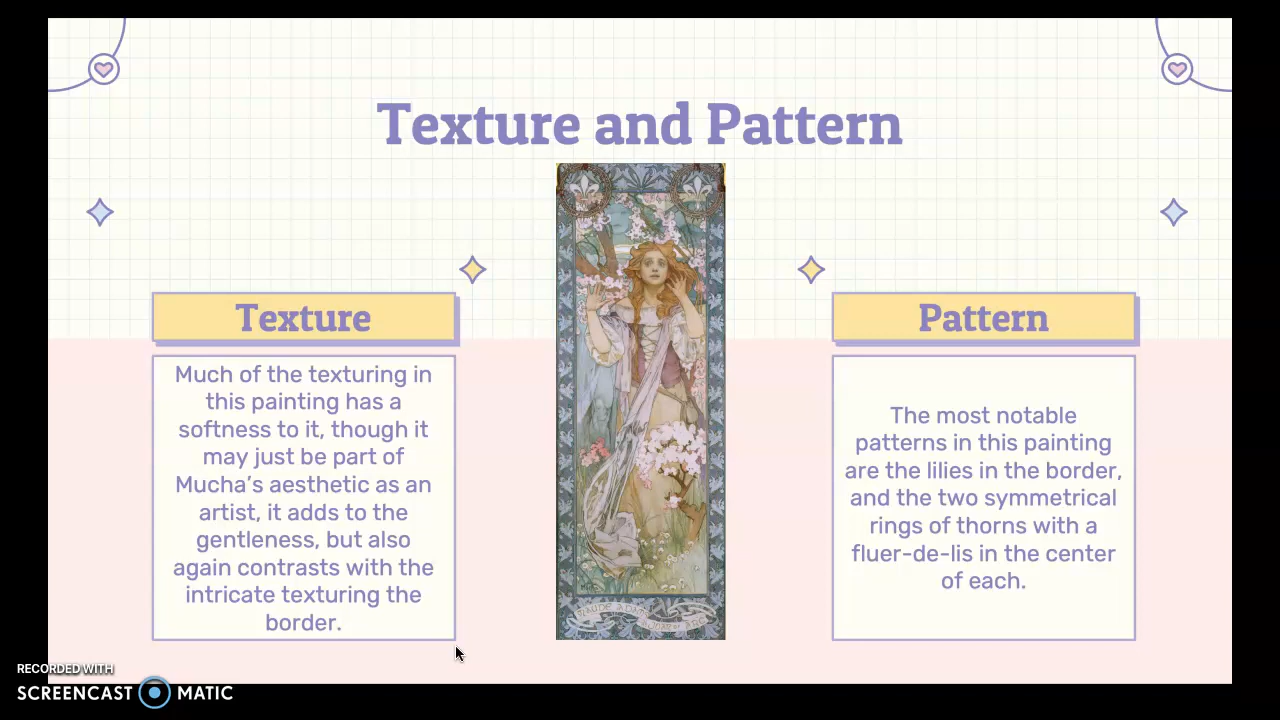 Texture and Pattern
Texture
Much of the texturing in
this painting has a
softness to it, though it
may just be part of
Mucha's aesthetic as an
artist, it adds to the
gentleness, but also
again contrasts with the
intricate texturing the
border.
MAUDE ADAMS
Pattern
The most notable
patterns in this painting
are the lilies in the border,
and the two symmetrical
rings of thorns with a
fluer-de-lis in the center
of each.
RECORDED WITH
SCREENCAST MATIC